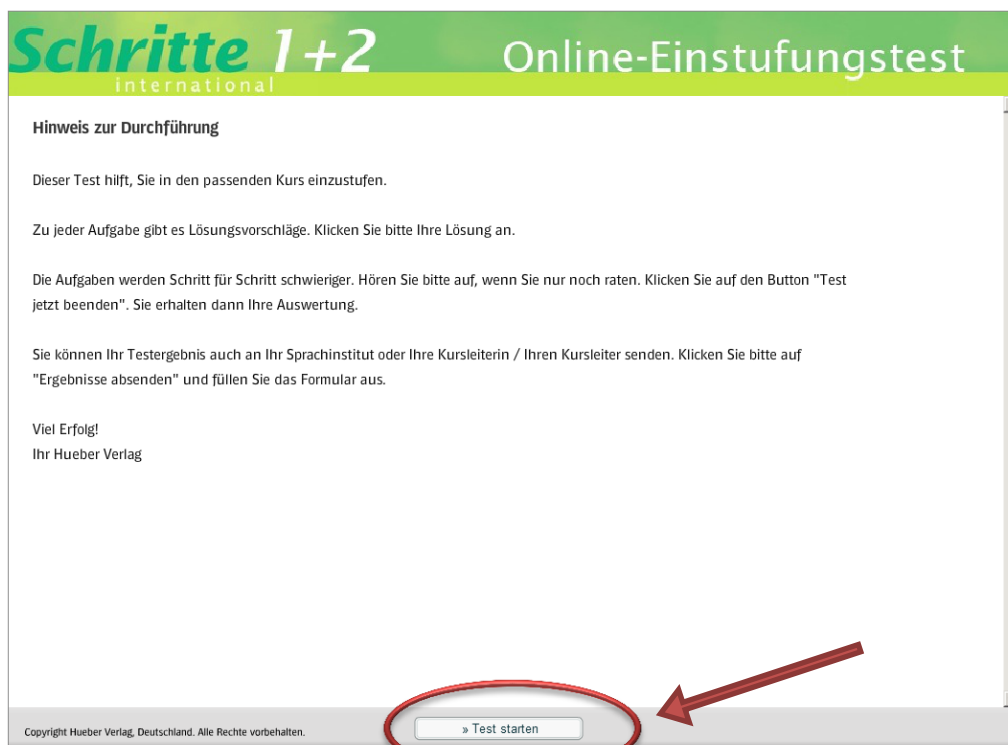 Schritte 1+2
international
Online-Einstufungstest
Hinweis zur Durchführung
Dieser Test hilft, Sie in den passenden Kurs einzustufen.
Zu jeder Aufgabe gibt es Lösungsvorschläge. Klicken Sie bitte Ihre Lösung an.
Die Aufgaben werden Schritt für Schritt schwieriger. Hören Sie bitte auf, wenn Sie nur noch raten. Klicken Sie auf den Button "Test
jetzt beenden". Sie erhalten dann Ihre Auswertung.
Sie können Ihr Testergebnis auch an Ihr Sprachinstitut oder Ihre Kursleiterin / Ihren Kursleiter senden. Klicken Sie bitte auf
"Ergebnisse absenden" und füllen Sie das Formular aus.
Viel Erfolg!
Ihr Hueber Verlag
Copyright Hueber Verlag, Deutschland. Alle Rechte vorbehalten.
» Test starten